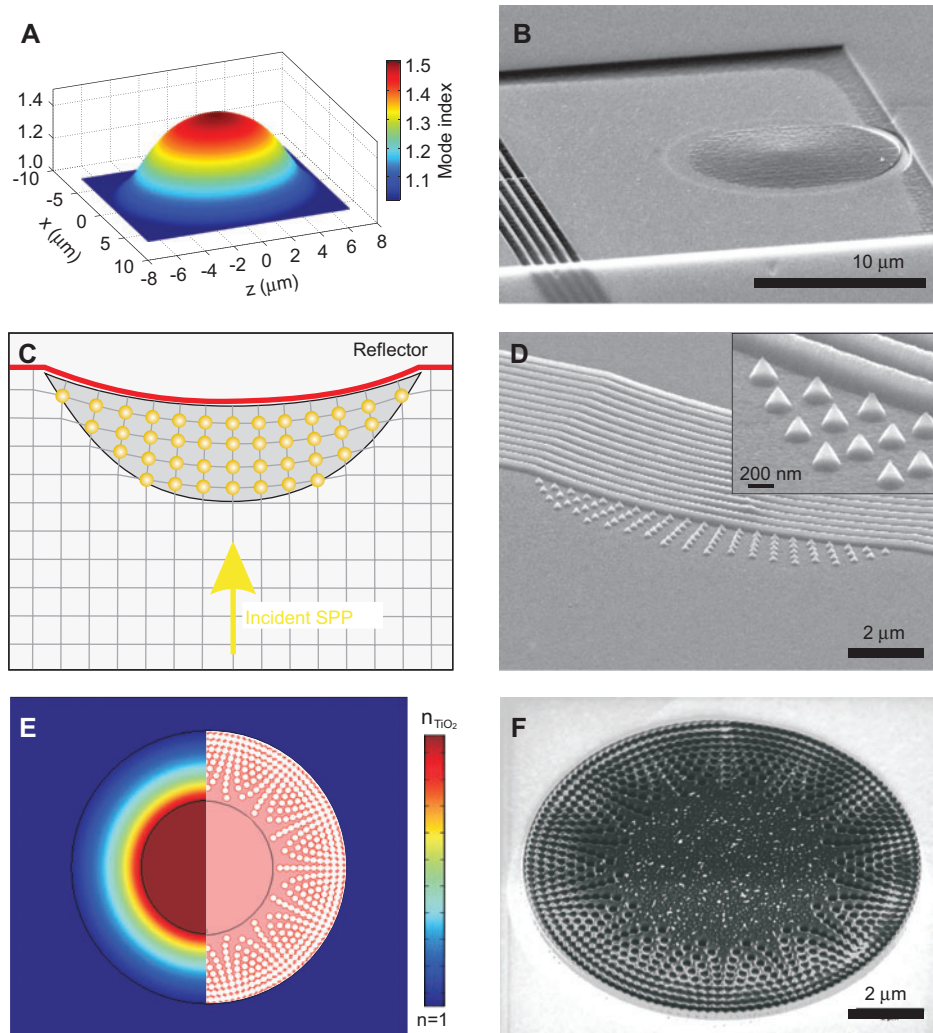 A
1.4
1.2
1.0
-10
-5
0
5
10
x (μm)
-8
-6
-4
-2
0
2
4
6
8
z (μm)
1.5
1.4
1.3
1.2
1.1
Mode index
B
10 μm
C
Reflector
Incident SPP
D
200 nm
2 μm
E
nTiO2
n=1
F
2 μm